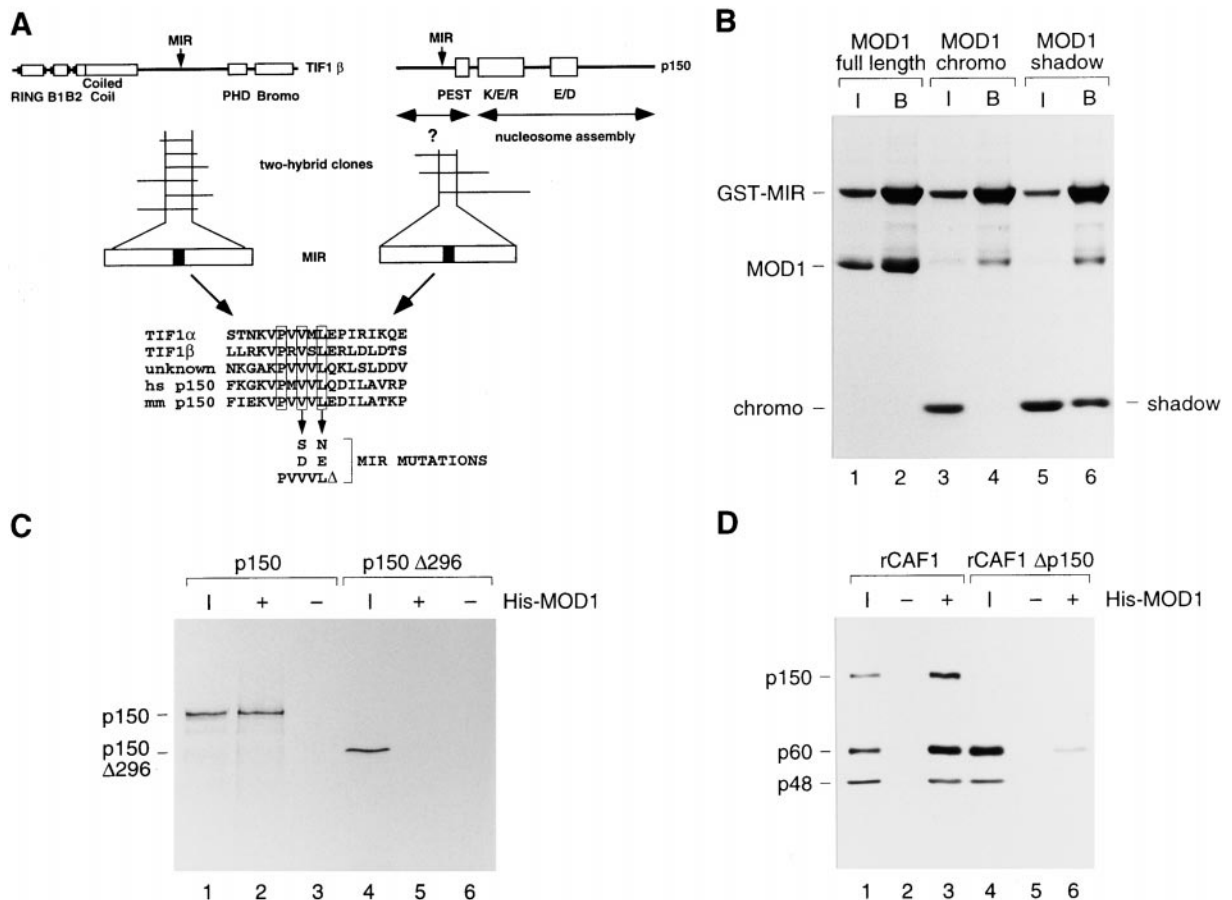 A
MIR
TIF1 β
RING B1 B2 Coiled Coil PHD Bromo
MIR
p150
PEST K/E/R E/D
? nucleosome assembly
two-hybrid clones
MIR
TIF1α STNKVPVVMLEPIRIKQE
TIF1β LLRKVPRVSLERLDLDTS
unknown NKGAKPVVVLQKLSLDDV
hs p150 FKGKVPMVVLQDILAVRP
mm p150 FIEKVPVVVLEDILATKP
S N
D E MIR MUTATIONS
PVVVLΔ
B
MOD1 full length MOD1 chromo MOD1 shadow
I B I B I B
GST-MIR
MOD1
chromo
shadow
1 2 3 4 5 6
C
p150 p150 Δ296
I + – I + – His-MOD1
p150
p150 Δ296
1 2 3 4 5 6
D
rCAF1 rCAF1 Δp150
I – + I – + His-MOD1
p150
p60
p48
1 2 3 4 5 6